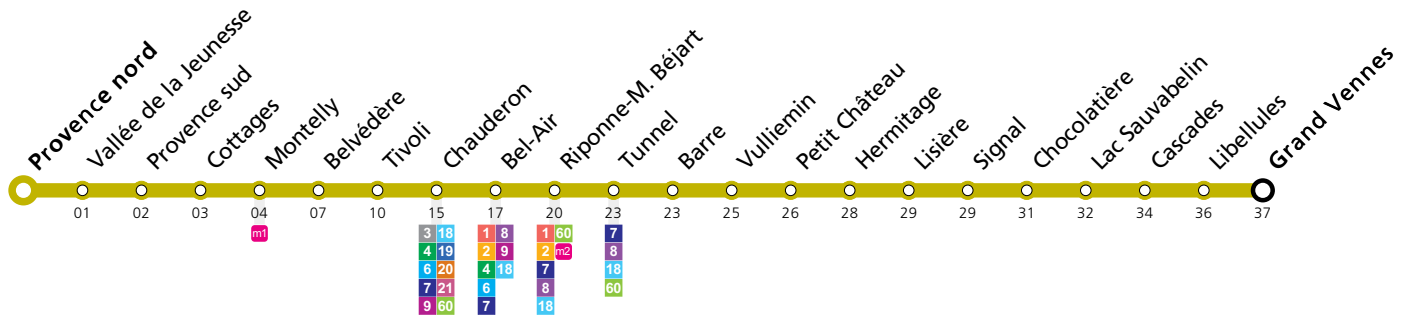 Provence nord
Vallée de la Jeunesse
Provence sud
Cottages
Montelly
Belvédère
Tivoli
Chauderon
Bel-Air
Riponne-M. Béjart
Tunnel
Barre
Vulliemin
Petit Château
Hermitage
Lisière
Signal
Chocolatière
Lac Sauvabelin
Cascades
Libellules
Grand Vennes
01 02 03 04 07 10 15 17 20 23 23 25 26 28 29 29 31 32 34 36 37
m1
3 18
4 19
6 20
7 21
9 60
1 8
2 9
4 18
6
7
1 60
2 m2
7
8
18
7
8
18
60